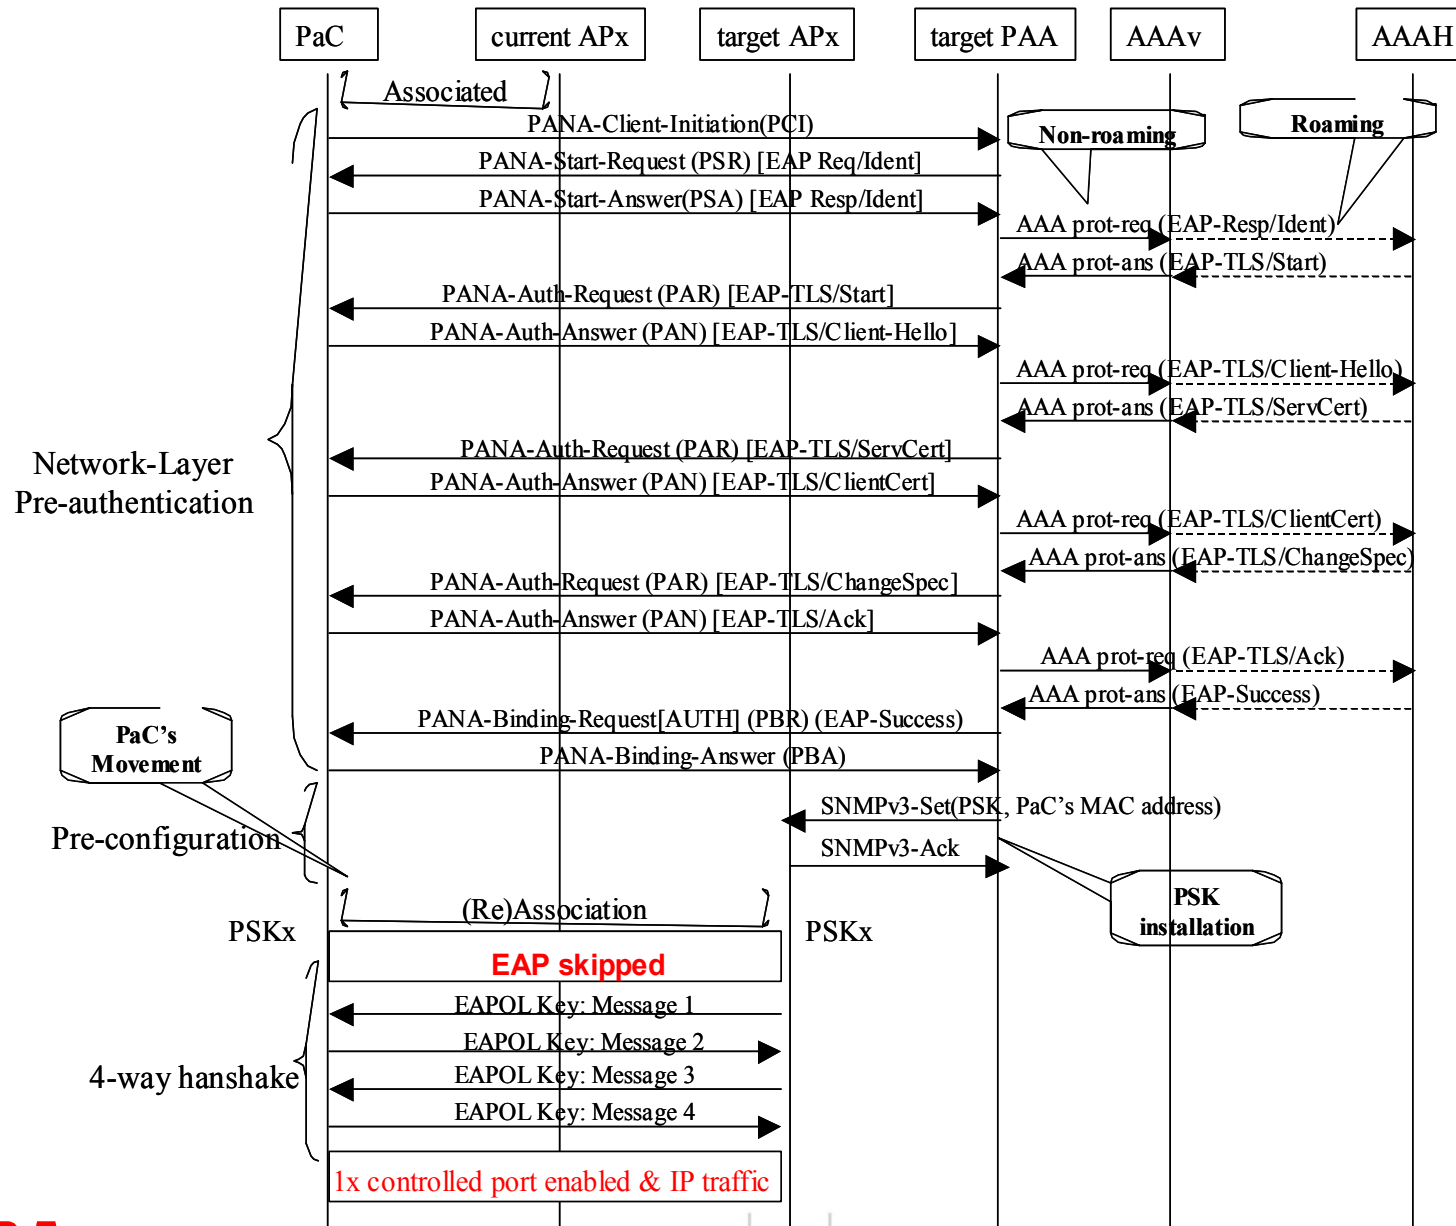 PaC
current APx
target APx
target PAA
AAAv
AAAH
Associated
PANA-Client-Initiation(PCI)
Non-roaming
Roaming
PANA-Start-Request (PSR) [EAP Req/Ident]
PANA-Start-Answer(PSA) [EAP Resp/Ident]
AAA prot-req (EAP-Resp/Ident)
AAA prot-ans (EAP-TLS/Start)
PANA-Auth-Request (PAR) [EAP-TLS/Start]
PANA-Auth-Answer (PAN) [EAP-TLS/Client-Hello]
AAA prot-req (EAP-TLS/Client-Hello)
AAA prot-ans (EAP-TLS/ServCert)
PANA-Auth-Request (PAR) [EAP-TLS/ServCert]
Network-Layer
Pre-authentication
PANA-Auth-Answer (PAN) [EAP-TLS/ClientCert]
AAA prot-req (EAP-TLS/ClientCert)
AAA prot-ans (EAP-TLS/ChangeSpec)
PANA-Auth-Request (PAR) [EAP-TLS/ChangeSpec]
PANA-Auth-Answer (PAN) [EAP-TLS/Ack]
AAA prot-req (EAP-TLS/Ack)
AAA prot-ans (EAP-Success)
PANA-Binding-Request[AUTH] (PBR) (EAP-Success)
PaC's
Movement
PANA-Binding-Answer (PBA)
SNMPv3-Set(PSK, PaC's MAC address)
Pre-configuration
SNMPv3-Ack
PSK
installation
(Re)Association
PSKx
PSKx
EAP skipped
EAPOL Key: Message 1
EAPOL Key: Message 2
4-way hanshake
EAPOL Key: Message 3
EAPOL Key: Message 4
1x controlled port enabled & IP traffic